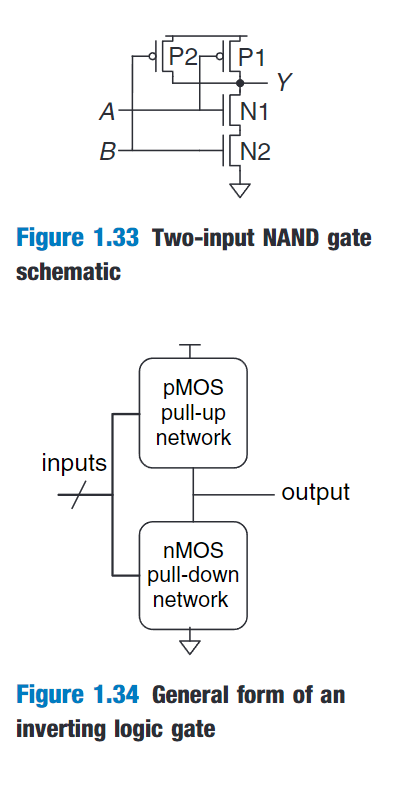 P2 P1
Y
A N1
B N2
Figure 1.33 Two-input NAND gate
schematic
pMOS
pull-up
network
inputs
output
nMOS
pull-down
network
Figure 1.34 General form of an
inverting logic gate